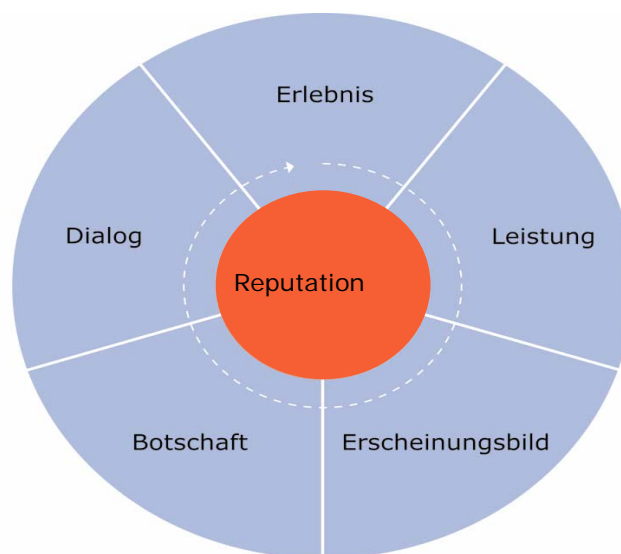 Erlebnis
Dialog
Leistung
Reputation
Botschaft
Erscheinungsbild